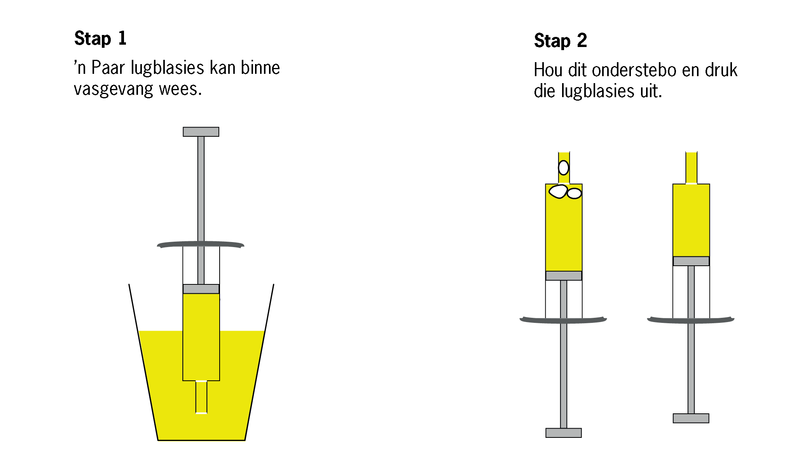 Stap 1
'n Paar lugblasies kan binne
vasgevang wees.
Stap 2
Hou dit onderstebo en druk
die lugblasies uit.